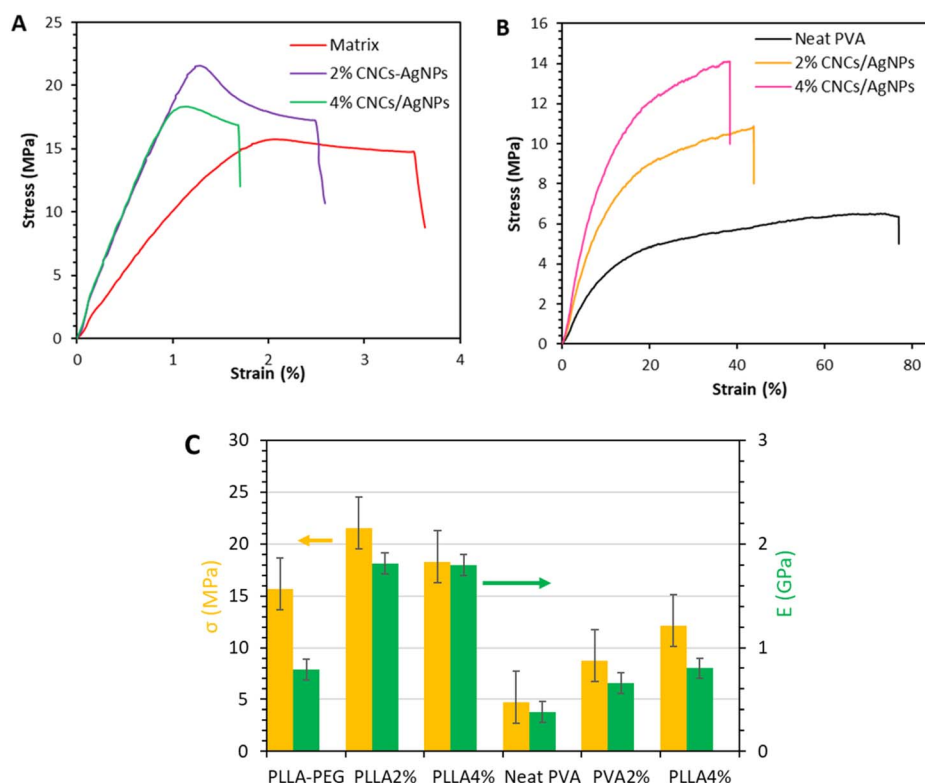 A
Stress (MPa)
25
20
15
10
5
0
0 1 2 3 4
Strain (%)
Matrix
2% CNCs-AgNPs
4% CNCs/AgNPs
B
Stress (MPa)
16
14
12
10
8
6
4
2
0
0 20 40 60 80
Strain (%)
Neat PVA
2% CNCs/AgNPs
4% CNCs/AgNPs
C
σ (MPa)
30
25
20
15
10
5
0
E (GPa)
3
2
1
0
PLLA-PEG PLLA2% PLLA4% Neat PVA PVA2% PLLA4%